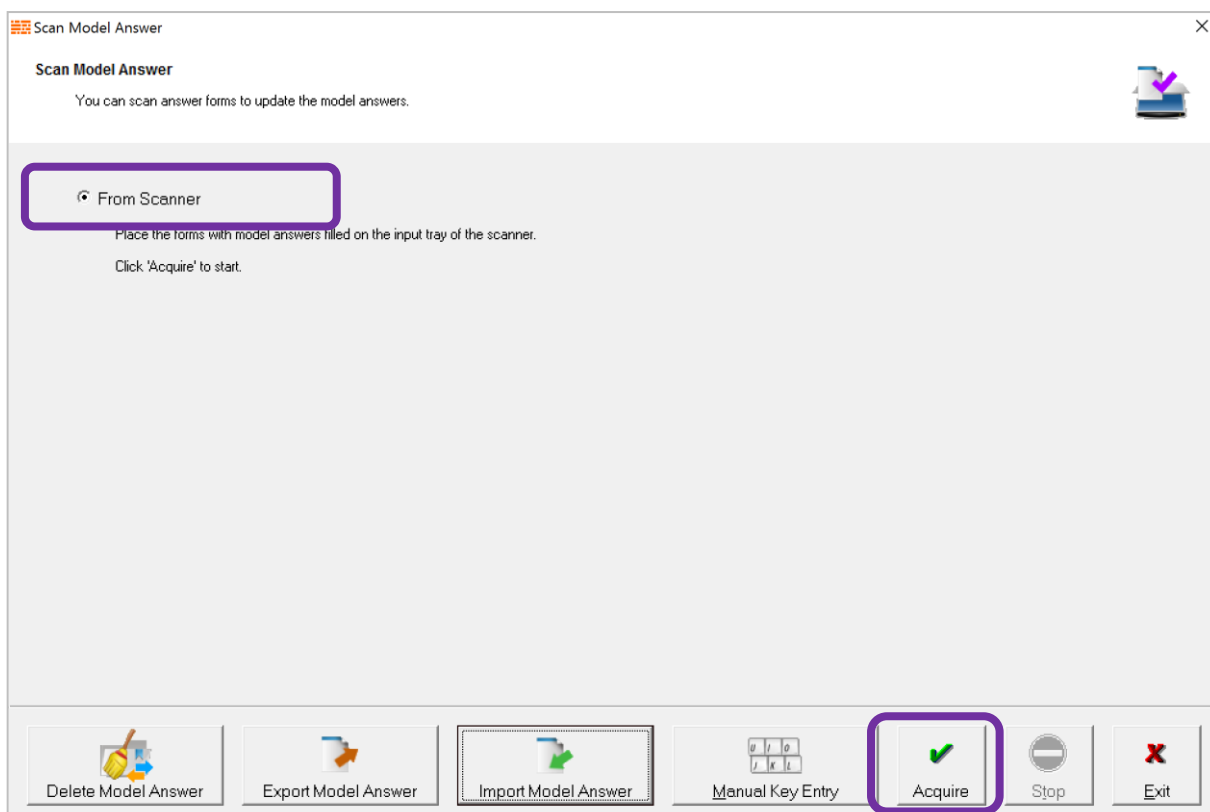 Scan Model Answer
Scan Model Answer
You can scan answer forms to update the model answers.
From Scanner
Place the forms with model answers filled on the input tray of the scanner.
Click 'Acquire' to start.
U I O
J K L
Delete Model Answer
Export Model Answer
Import Model Answer
Manual Key Entry
Acquire
Stop
Exit